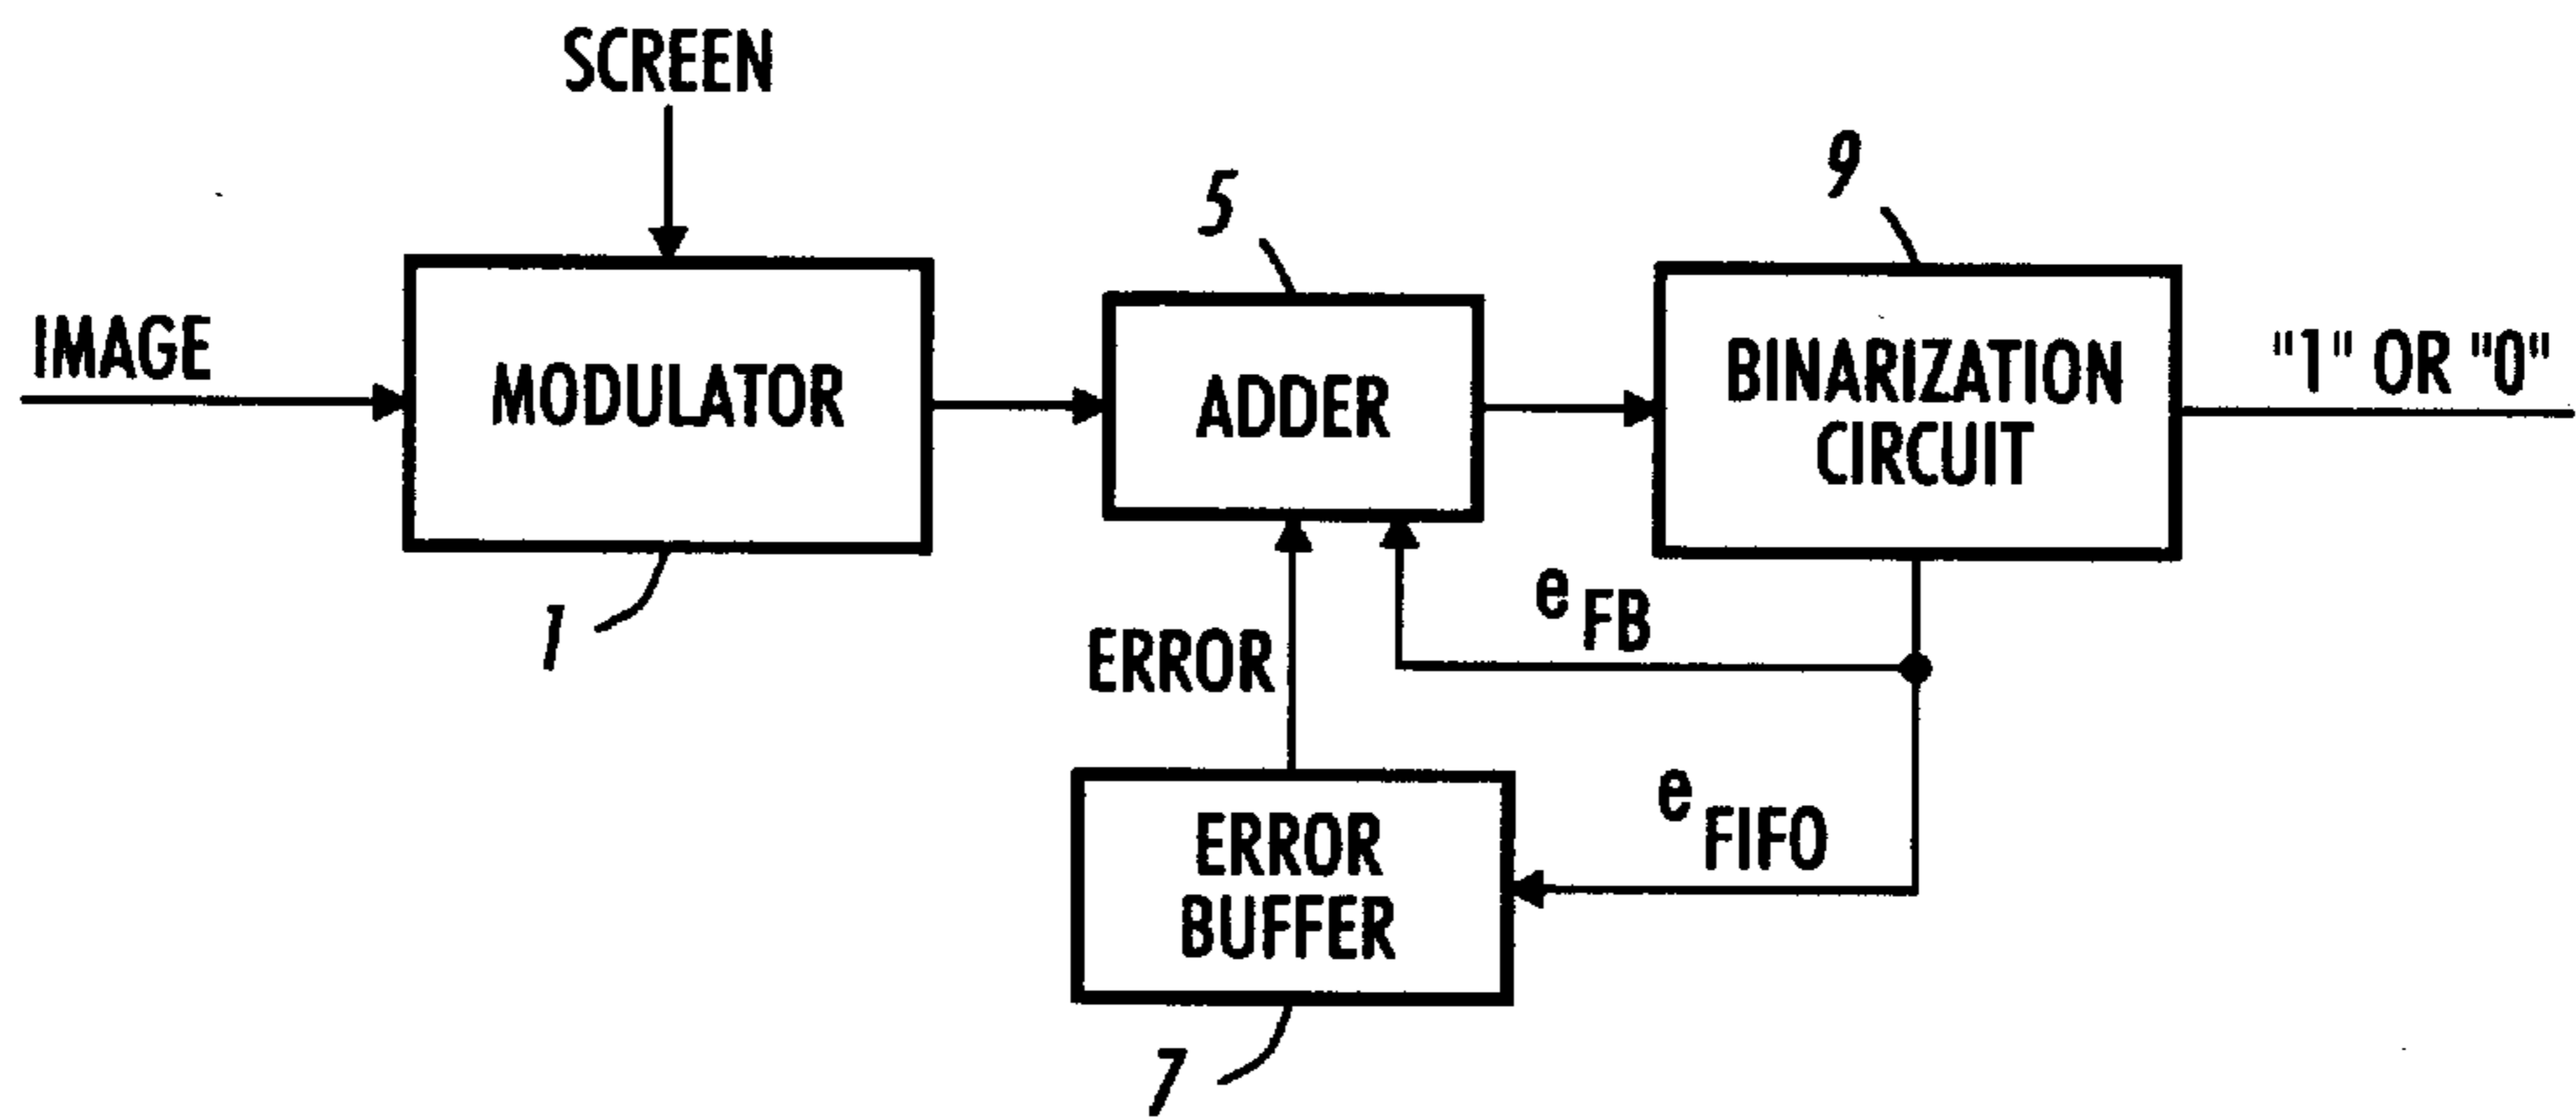 SCREEN
9
5
IMAGE
MODULATOR
ADDER
BINARIZATION
CIRCUIT
"1" OR "0"
1
ERROR
e FB
e FIFO
ERROR
BUFFER
7